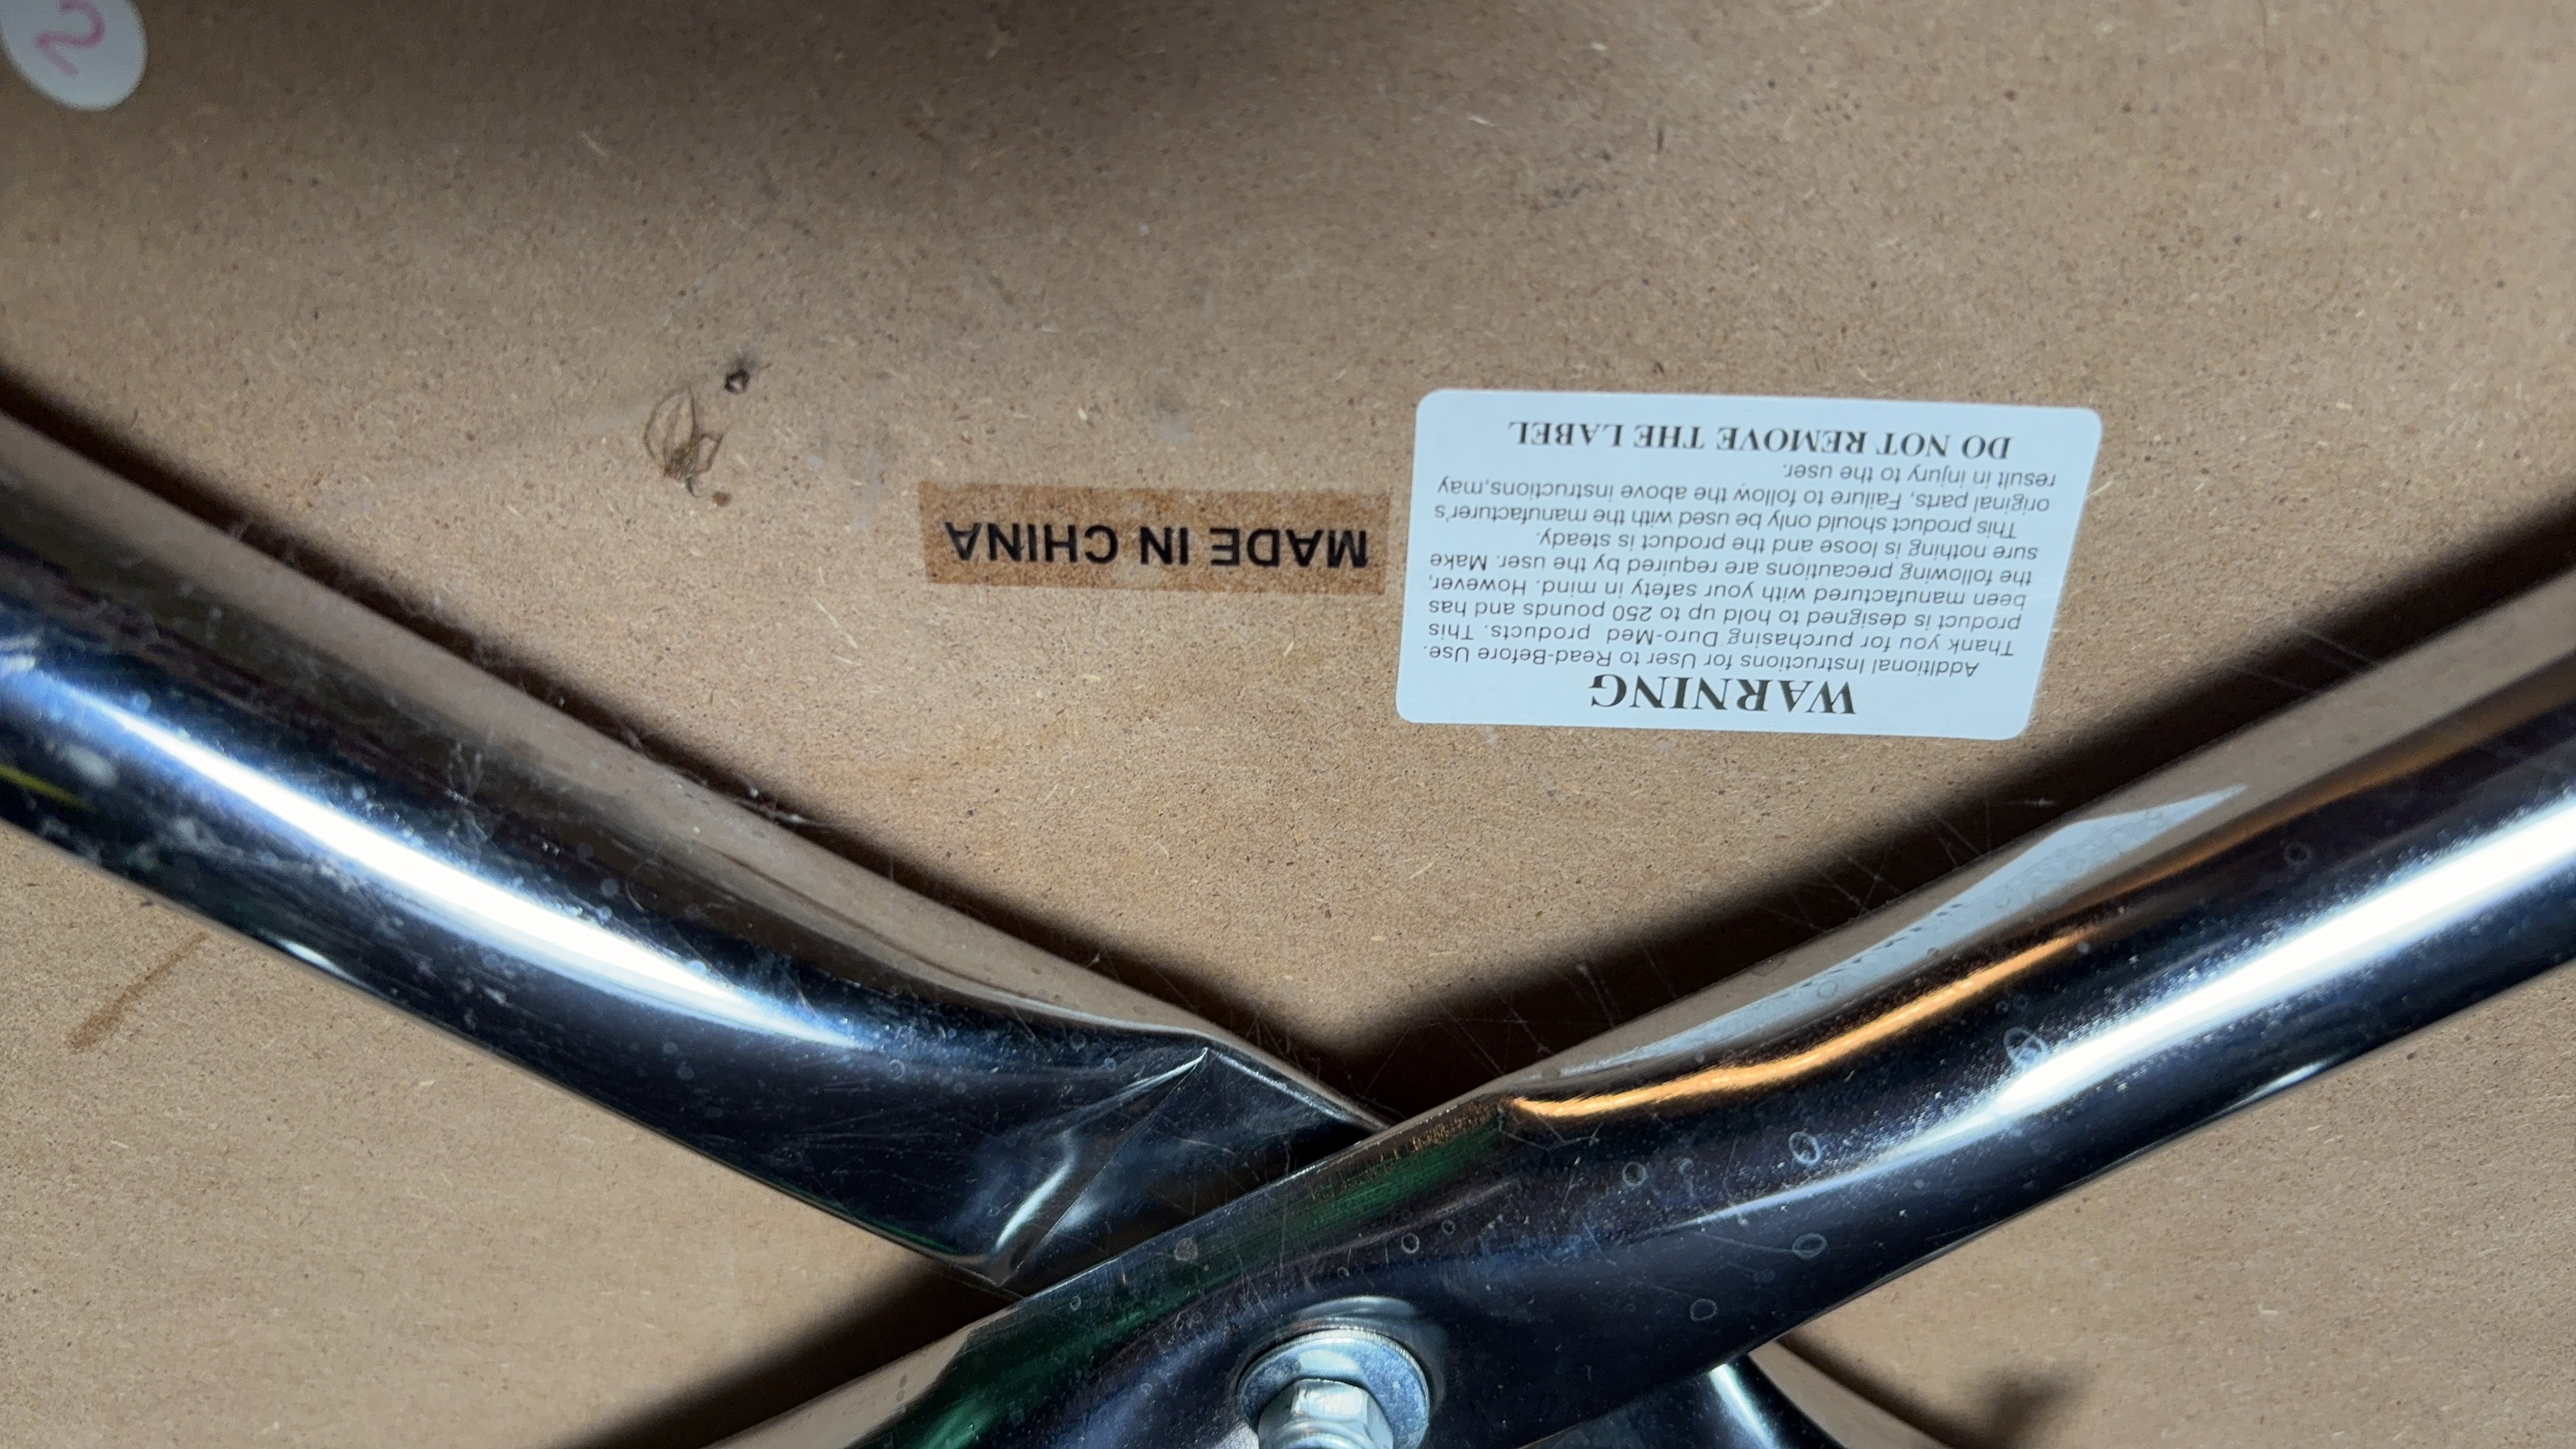 WARNING
Additional Instructions for User to Read-Before Use.
Thank you for purchasing Duro-Med products. This
product is designed to hold up to 250 pounds and has
been manufactured with your safety in mind. However,
the following precautions are required by the user. Make
sure nothing is loose and the product is steady.
This product should only be used with the manufacturer's
original parts, Failure to follow the above instructions,may
result in injury to the user.
DO NOT REMOVE THE LABEL
MADE IN CHINA
2